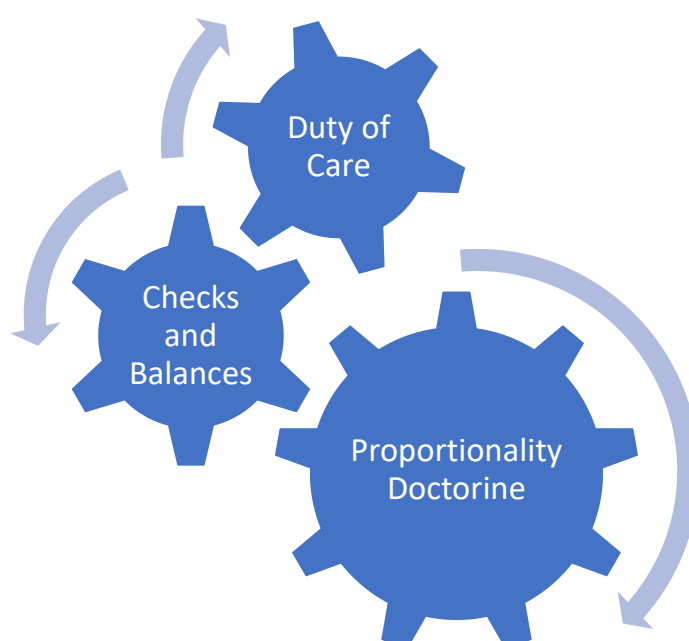 Duty of
Care
Checks
and
Balances
Proportionality
Doctorine